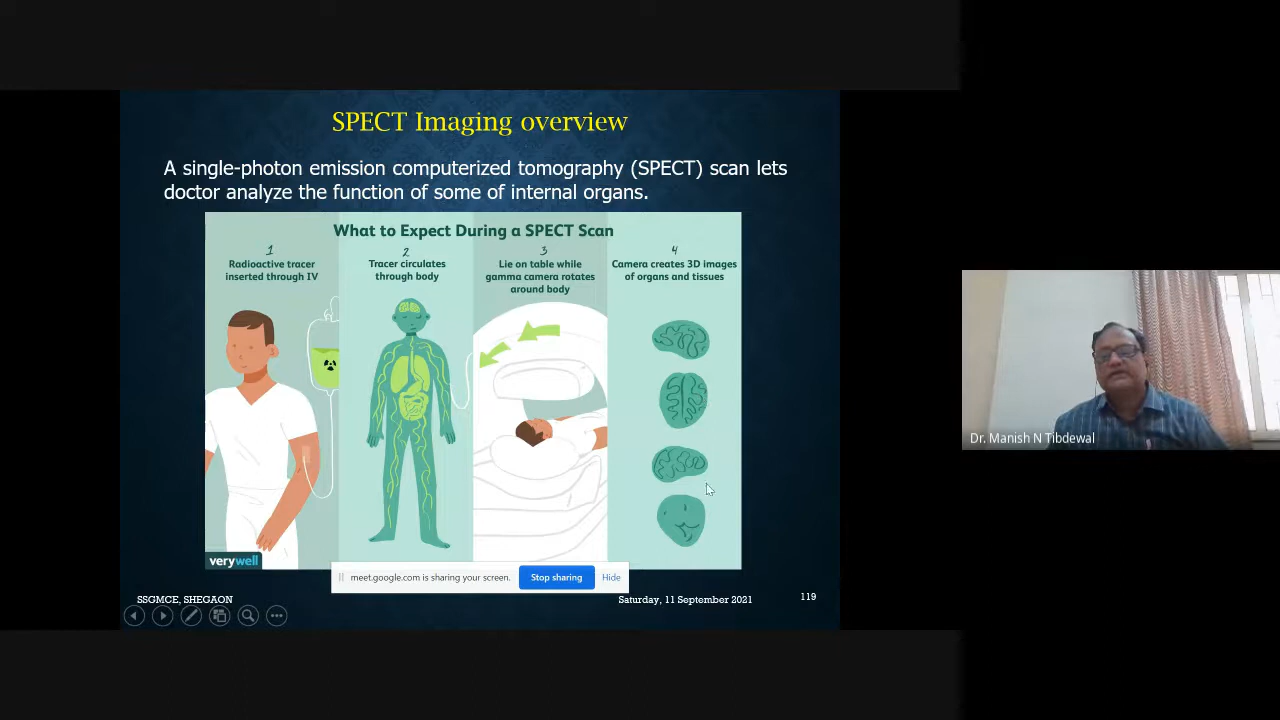 SPECT Imaging overview
A single-photon emission computerized tomography (SPECT) scan lets
doctor analyze the function of some of internal organs.
What to Expect During a SPECT Scan
1
Radioactive tracer
inserted through IV
2
Tracer circulates
through body
3
Lie on table while
gamma camera rotates
around body
4
Camera creates 3D images
of organs and tissues
verywell
meet.google.com is sharing your screen.
Stop sharing
Hide
SSGMCE, SHEGAON
Saturday, 11 September 2021
119
Dr. Manish N Tibdewal